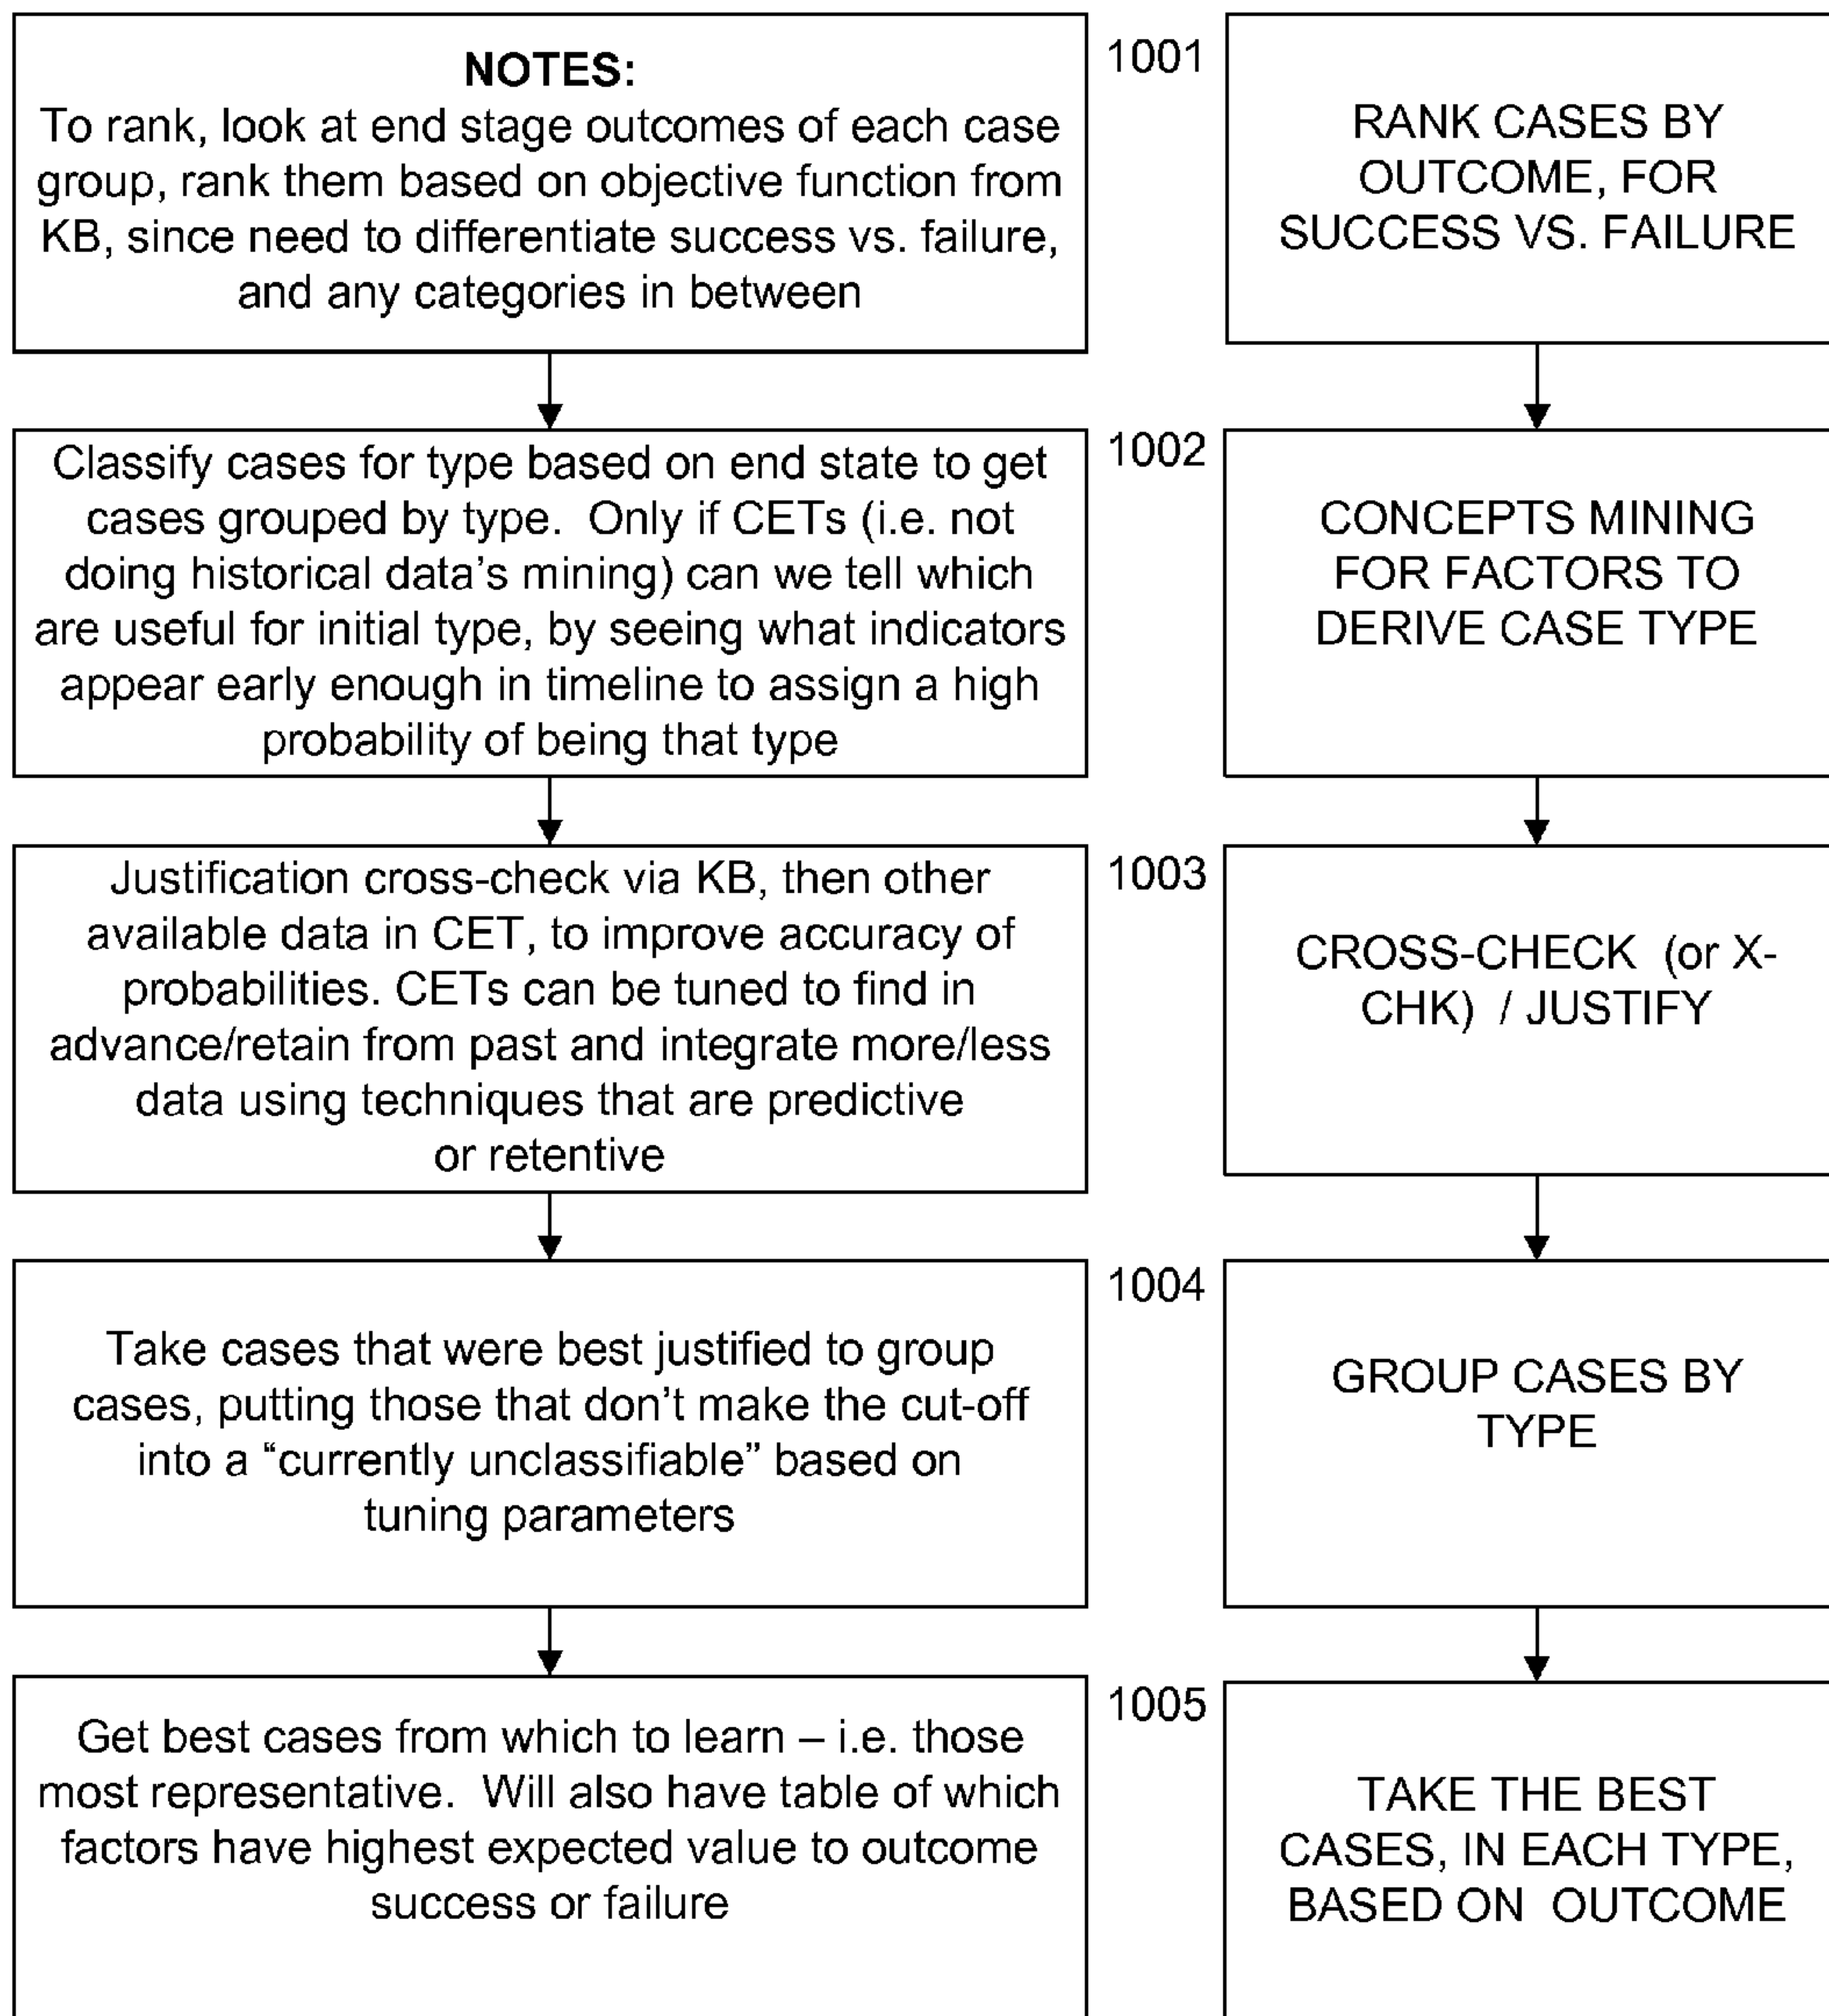 NOTES:
To rank, look at end stage outcomes of each case
group, rank them based on objective function from
KB, since need to differentiate success vs. failure,
and any categories in between
1001
RANK CASES BY
OUTCOME, FOR
SUCCESS VS. FAILURE
Classify cases for type based on end state to get
cases grouped by type.  Only if CETs (i.e. not
doing historical data’s mining) can we tell which
are useful for initial type, by seeing what indicators
appear early enough in timeline to assign a high
probability of being that type
1002
CONCEPTS MINING
FOR FACTORS TO
DERIVE CASE TYPE
Justification cross-check via KB, then other
available data in CET, to improve accuracy of
probabilities. CETs can be tuned to find in
advance/retain from past and integrate more/less
data using techniques that are predictive
or retentive
1003
CROSS-CHECK  (or X-
CHK)  / JUSTIFY
Take cases that were best justified to group
cases, putting those that don’t make the cut-off
into a “currently unclassifiable” based on
tuning parameters
1004
GROUP CASES BY
TYPE
Get best cases from which to learn – i.e. those
most representative.  Will also have table of which
factors have highest expected value to outcome
success or failure
1005
TAKE THE BEST
CASES, IN EACH TYPE,
BASED ON  OUTCOME